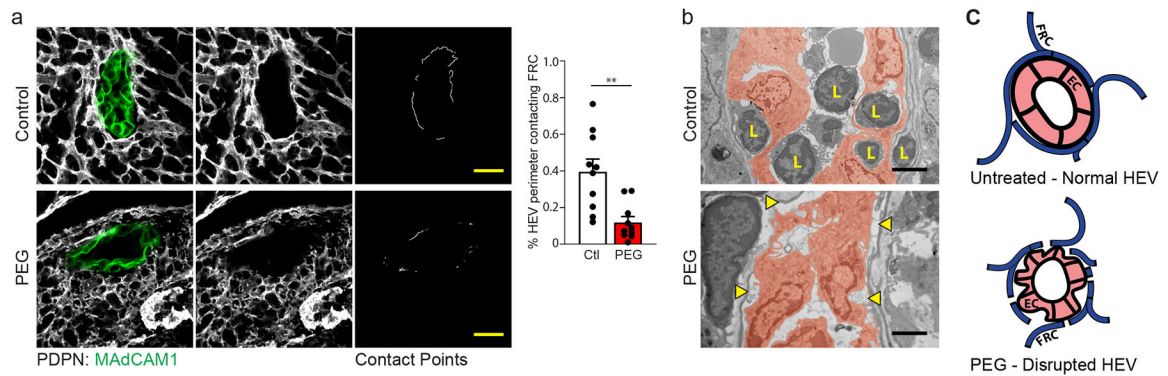 a
Control
PEG
PDPN: MAdCAM1
Contact Points
% HEV perimeter contacting FRC
1.0
0.8
0.6
0.4
0.2
0.0
**
Ctl PEG
b
Control
L
L
L
L
L
L
PEG
C
FRC
EC
Untreated - Normal HEV
EC
FRC
PEG - Disrupted HEV